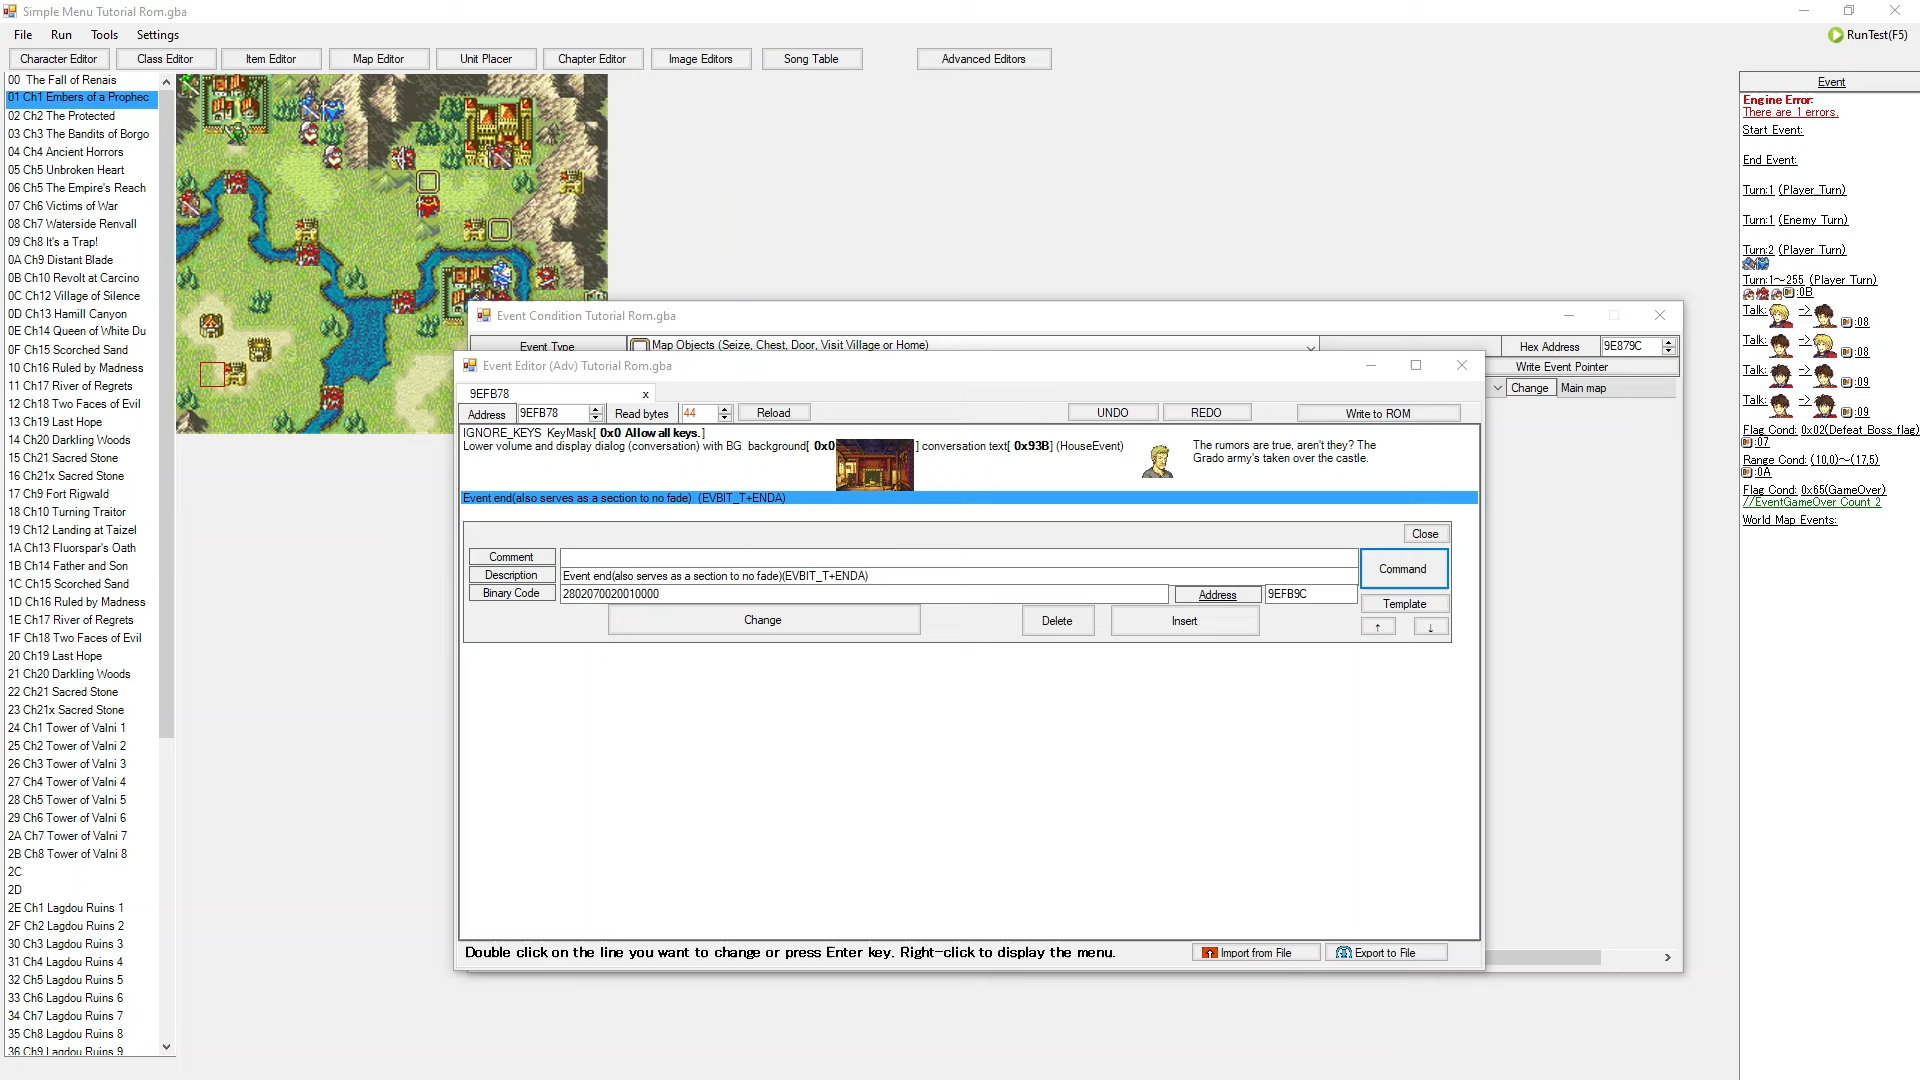 Simple Menu Tutorial Rom.gba
File Run Tools Settings
RunTest(F5)
Character Editor Class Editor Item Editor Map Editor Unit Placer Chapter Editor Image Editors Song Table Advanced Editors
00 The Fall of Renais
01 Ch1 Embers of a Prophec
02 Ch2 The Protected
03 Ch3 The Bandits of Borgo
04 Ch4 Ancient Horrors
05 Ch5 Unbroken Heart
06 Ch5 The Empire's Reach
07 Ch6 Victims of War
08 Ch7 Waterside Renvall
09 Ch8 It's a Trap!
0A Ch9 Distant Blade
0B Ch10 Revolt at Carcino
0C Ch12 Village of Silence
0D Ch13 Hamill Canyon
0E Ch14 Queen of White Du
0F Ch15 Scorched Sand
10 Ch16 Ruled by Madness
11 Ch17 River of Regrets
12 Ch18 Two Faces of Evil
13 Ch19 Last Hope
14 Ch20 Darkling Woods
15 Ch21 Sacred Stone
16 Ch21x Sacred Stone
17 Ch9 Fort Rigwald
18 Ch10 Turning Traitor
19 Ch12 Landing at Taizel
1A Ch13 Fluorspar's Oath
1B Ch14 Father and Son
1C Ch15 Scorched Sand
1D Ch16 Ruled by Madness
1E Ch17 River of Regrets
1F Ch18 Two Faces of Evil
20 Ch19 Last Hope
21 Ch20 Darkling Woods
22 Ch21 Sacred Stone
23 Ch21x Sacred Stone
24 Ch1 Tower of Valni 1
25 Ch2 Tower of Valni 2
26 Ch3 Tower of Valni 3
27 Ch4 Tower of Valni 4
28 Ch5 Tower of Valni 5
29 Ch6 Tower of Valni 6
2A Ch7 Tower of Valni 7
2B Ch8 Tower of Valni 8
2C
2D
2E Ch1 Lagdou Ruins 1
2F Ch2 Lagdou Ruins 2
30 Ch3 Lagdou Ruins 3
31 Ch4 Lagdou Ruins 4
32 Ch5 Lagdou Ruins 5
33 Ch6 Lagdou Ruins 6
34 Ch7 Lagdou Ruins 7
35 Ch8 Lagdou Ruins 8
36 Ch9 Lagdou Ruins 9
Event Condition Tutorial Rom.gba
Event Type Map Objects (Seize, Chest, Door, Visit Village or Home) Hex Address 9E879C
Write Event Pointer
Change Main map
Event Editor (Adv) Tutorial Rom.gba
9EFB78 x
Address 9EFB78 Read bytes 44 Reload UNDO REDO Write to ROM
IGNORE_KEYS KeyMask[ 0x0 Allow all keys.]
Lower volume and display dialog (conversation) with BG background[ 0x0 ] conversation text[ 0x93B] (HouseEvent)
The rumors are true, aren't they? The
Grado army's taken over the castle.
Event end(also serves as a section to no fade) (EVBIT_T+ENDA)
Close
Comment
Command
Description Event end(also serves as a section to no fade)(EVBIT_T+ENDA)
Binary Code 2802070020010000 Address 9EFB9C
Template
Change Delete Insert ↑ ↓
Double click on the line you want to change or press Enter key. Right-click to display the menu.
Import from File Export to File
Event
Engine Error:
There are 1 errors.
Start Event:
End Event:
Turn:1 (Player Turn)
Turn:1 (Enemy Turn)
Turn:2 (Player Turn)
Turn:1~255 (Player Turn)
:0B
Talk: -> :08
Talk: -> :08
Talk: -> :09
Talk: -> :09
Flag Cond: 0x02(Defeat Boss flag)
:07
Range Cond: (10,0)~(17,5)
:0A
Flag Cond: 0x65(GameOver)
//EventGameOver Count 2
World Map Events: